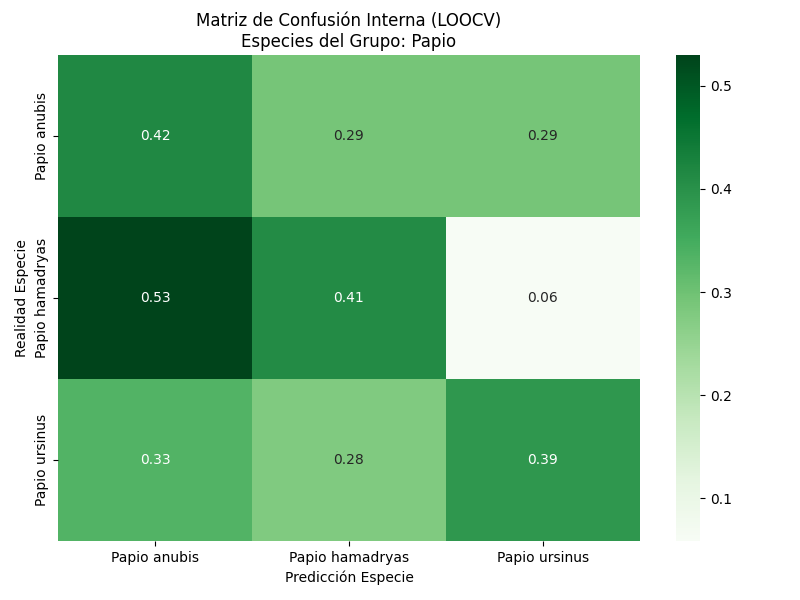 Matriz de Confusión Interna (LOOCV)
Especies del Grupo: Papio
Realidad Especie
Papio anubis
0.42
0.29
0.29
Papio hamadryas
0.53
0.41
0.06
Papio ursinus
0.33
0.28
0.39
Papio anubis
Papio hamadryas
Papio ursinus
Predicción Especie
0.5
0.4
0.3
0.2
0.1